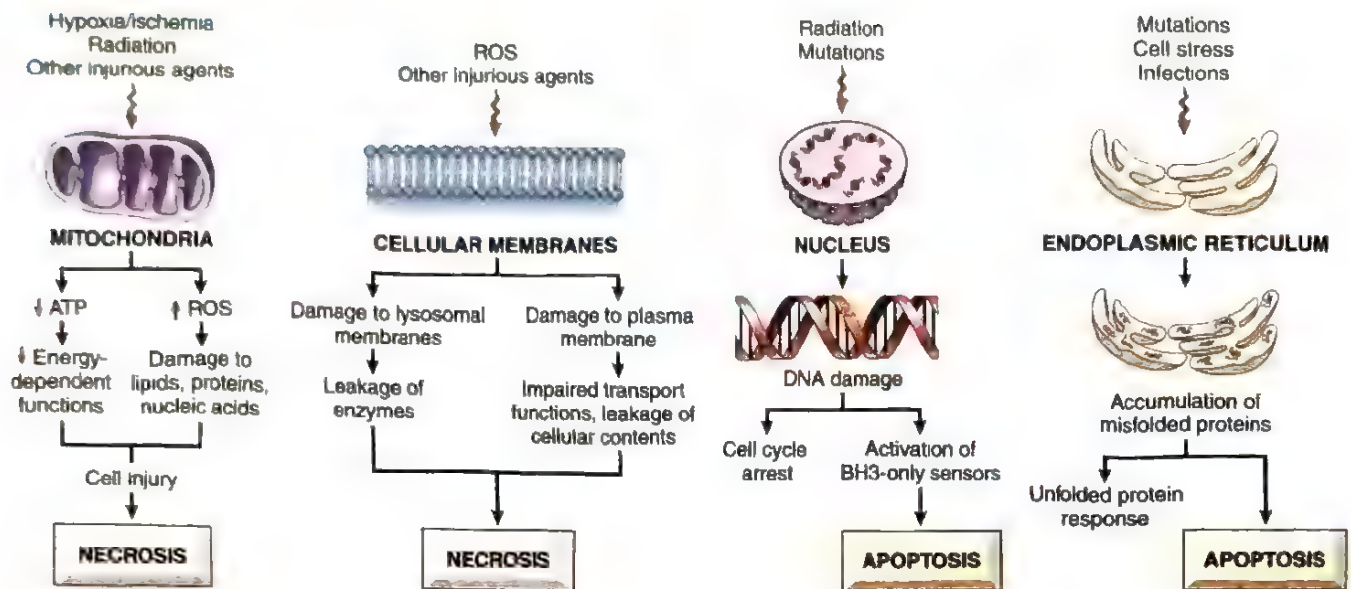 Hypoxia/Ischemia
Radiation
Other injurious agents
MITOCHONDRIA
↓ ATP
↑ ROS
↓ Energy-
dependent
functions
Damage to
lipids, proteins,
nucleic acids
Cell injury
NECROSIS
ROS
Other injurious agents
CELLULAR MEMBRANES
Damage to lysosomal
membranes
Damage to plasma
membrane
Leakage of
enzymes
Impaired transport
functions, leakage of
cellular contents
NECROSIS
Radiation
Mutations
NUCLEUS
DNA damage
Cell cycle
arrest
Activation of
BH3-only sensors
APOPTOSIS
Mutations
Cell stress
Infections
ENDOPLASMIC RETICULUM
Accumulation of
misfolded proteins
Unfolded protein
response
APOPTOSIS